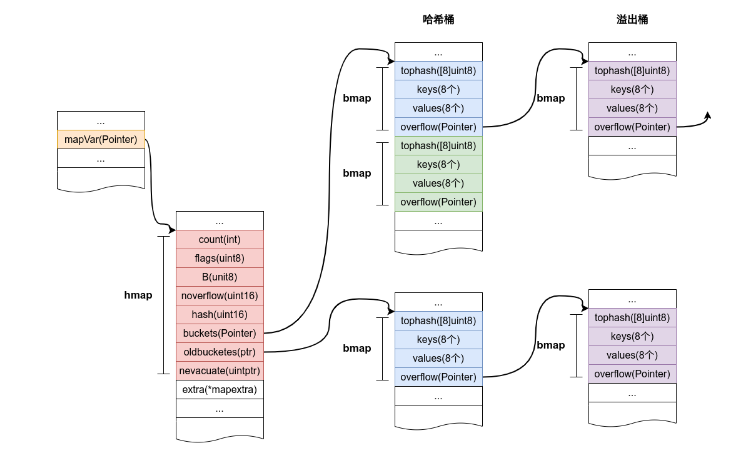 哈希桶
溢出桶
...
mapVar(Pointer)
...
hmap
...
count(int)
flags(uint8)
B(unit8)
noverflow(uint16)
hash(uint16)
buckets(Pointer)
oldbucketes(ptr)
nevacuate(uintptr)
extra(*mapextra)
...
...
bmap
tophash([8]uint8)
keys(8个)
values(8个)
overflow(Pointer)
bmap
tophash([8]uint8)
keys(8个)
values(8个)
overflow(Pointer)
...
...
bmap
tophash([8]uint8)
keys(8个)
values(8个)
overflow(Pointer)
...
...
bmap
tophash([8]uint8)
keys(8个)
values(8个)
overflow(Pointer)
...
...
bmap
tophash([8]uint8)
keys(8个)
values(8个)
overflow(Pointer)
...